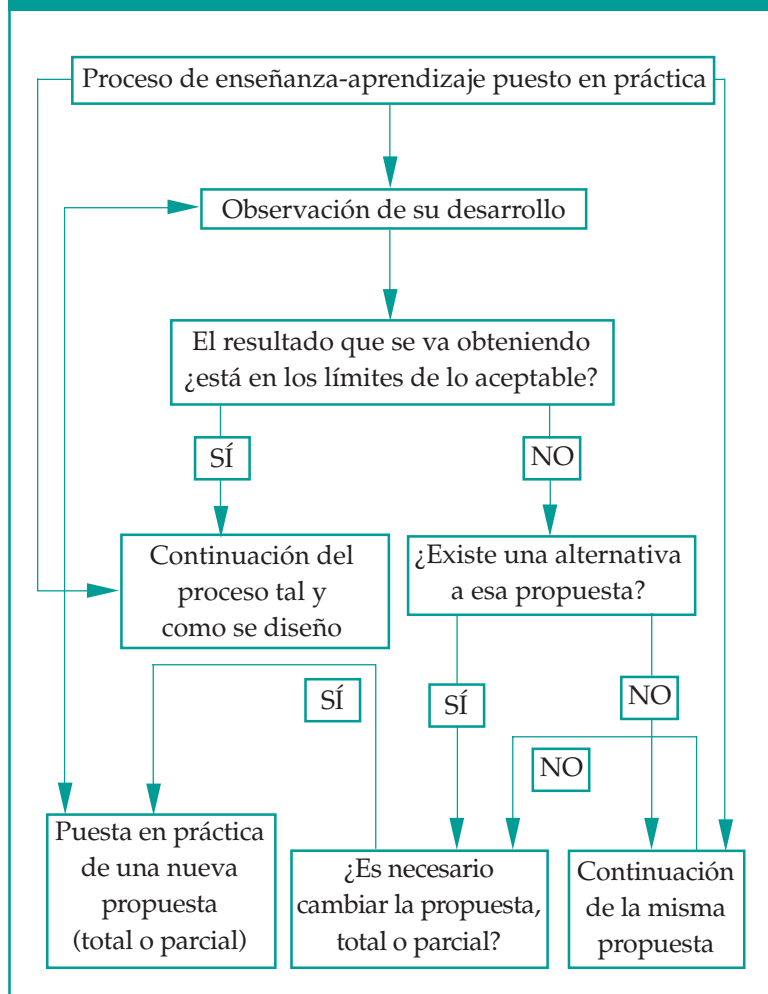 Proceso de enseñanza-aprendizaje puesto en práctica
Observación de su desarrollo
El resultado que se va obteniendo
¿está en los límites de lo aceptable?
SÍ
NO
Continuación del
proceso tal y
como se diseño
¿Existe una alternativa
a esa propuesta?
SÍ
SÍ
NO
NO
Puesta en práctica
de una nueva
propuesta
(total o parcial)
¿Es necesario
cambiar la propuesta,
total o parcial?
Continuación
de la misma
propuesta